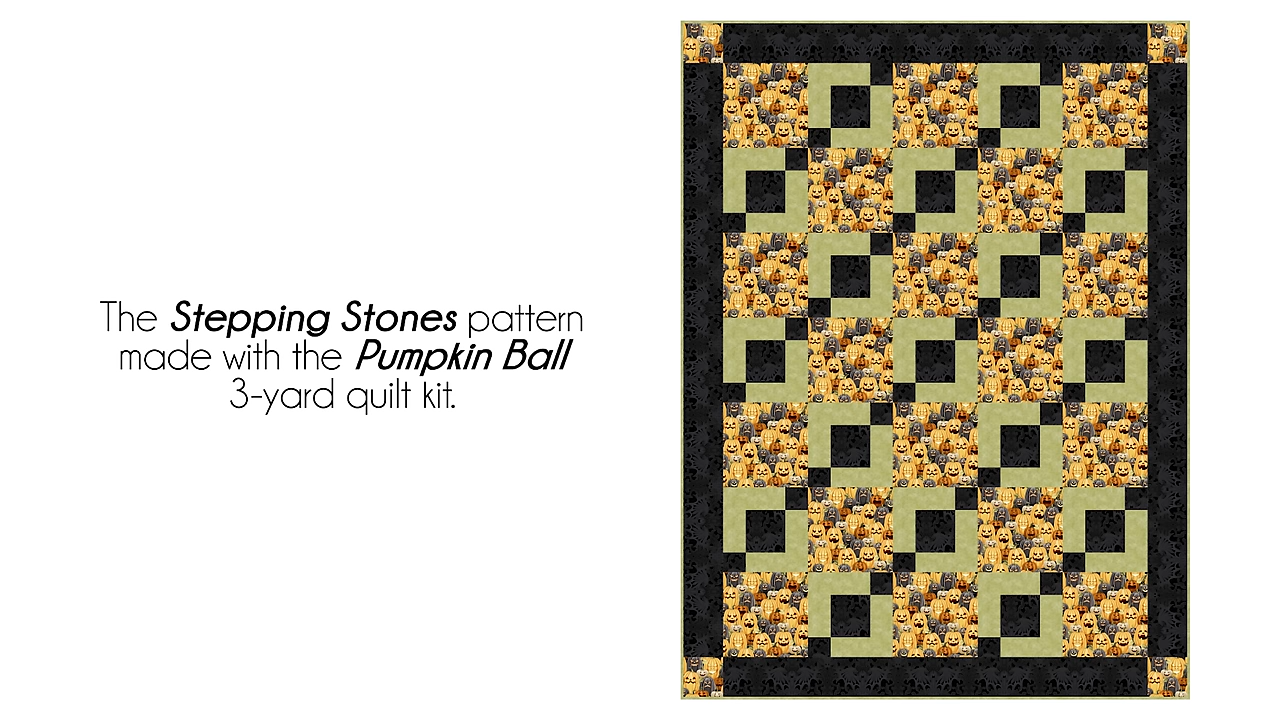 The Stepping Stones pattern
made with the Pumpkin Ball
3-yard quilt kit.